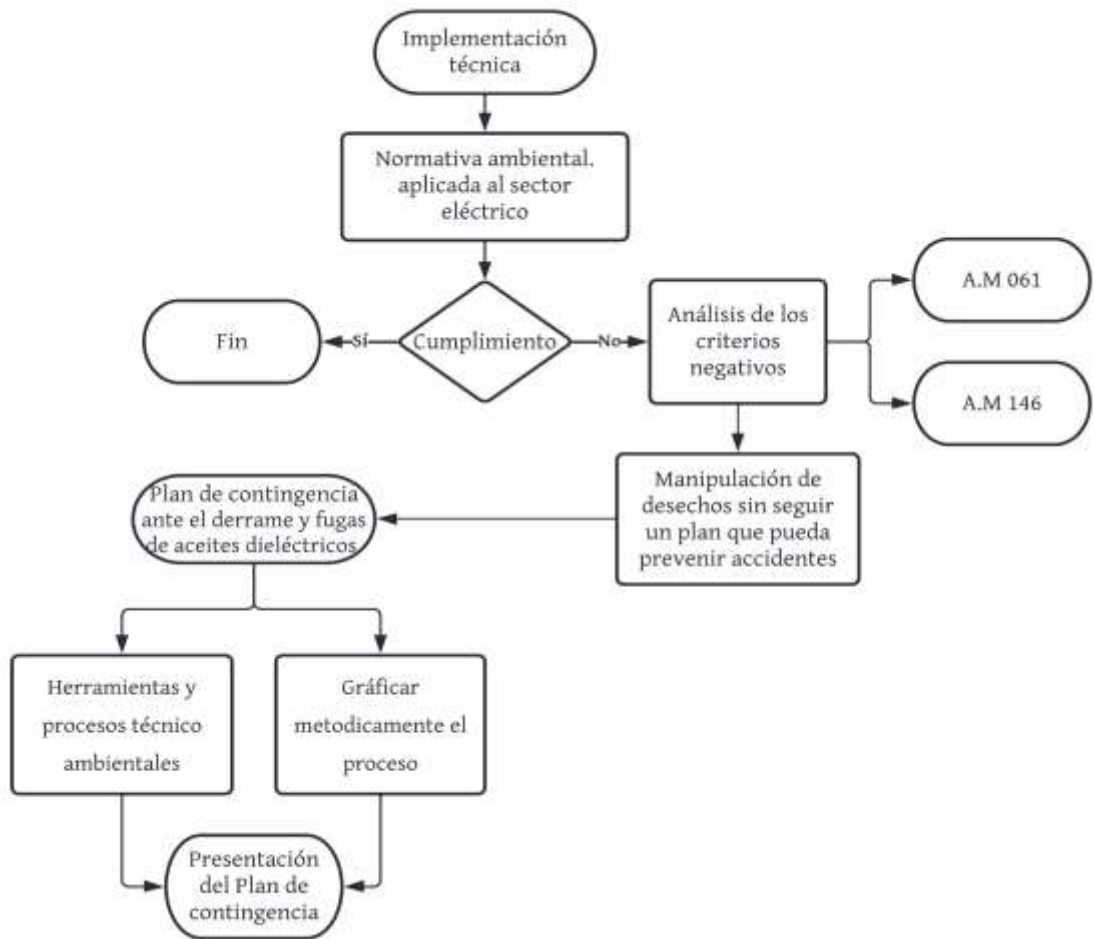 Implementación
técnica
Normativa ambiental.
aplicada al sector
eléctrico
Fin
Sí
Cumplimiento
No
Análisis de los
criterios
negativos
A.M 061
A.M 146
Manipulación de
desechos sin seguir
un plan que pueda
prevenir accidentes
Plan de contingencia
ante el derrame y fugas
de aceites dieléctricos
Herramientas y
procesos técnico
ambientales
Gráficar
metodicamente el
proceso
Presentación
del Plan de
contingencia